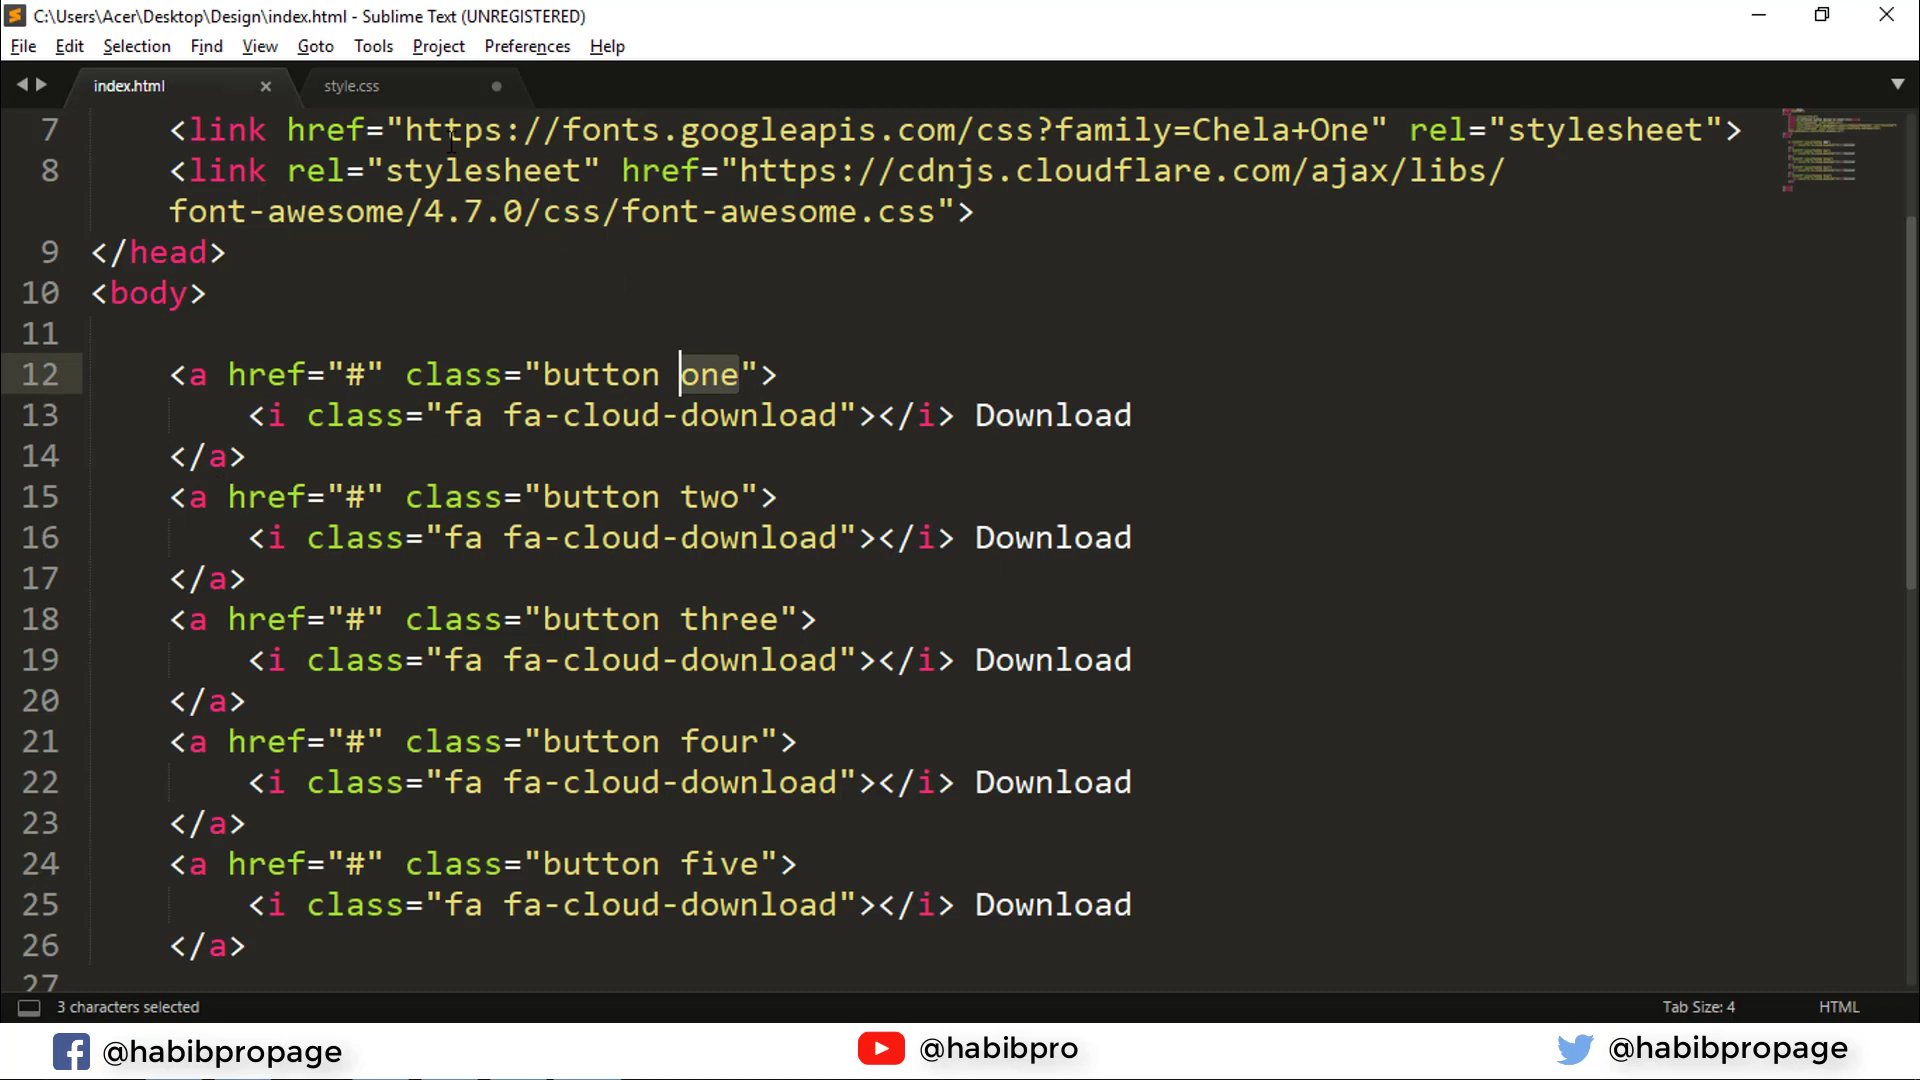 C:\Users\Acer\Desktop\Design\index.html - Sublime Text (UNREGISTERED)
File Edit Selection Find View Goto Tools Project Preferences Help
index.html style.css
7 <link href="https://fonts.googleapis.com/css?family=Chela+One" rel="stylesheet">
8 <link rel="stylesheet" href="https://cdnjs.cloudflare.com/ajax/libs/
font-awesome/4.7.0/css/font-awesome.css">
9 </head>
10 <body>
11
12 <a href="#" class="button one">
13 <i class="fa fa-cloud-download"></i> Download
14 </a>
15 <a href="#" class="button two">
16 <i class="fa fa-cloud-download"></i> Download
17 </a>
18 <a href="#" class="button three">
19 <i class="fa fa-cloud-download"></i> Download
20 </a>
21 <a href="#" class="button four">
22 <i class="fa fa-cloud-download"></i> Download
23 </a>
24 <a href="#" class="button five">
25 <i class="fa fa-cloud-download"></i> Download
26 </a>
27
3 characters selected Tab Size: 4 HTML
@habibpropage @habibpro @habibpropage